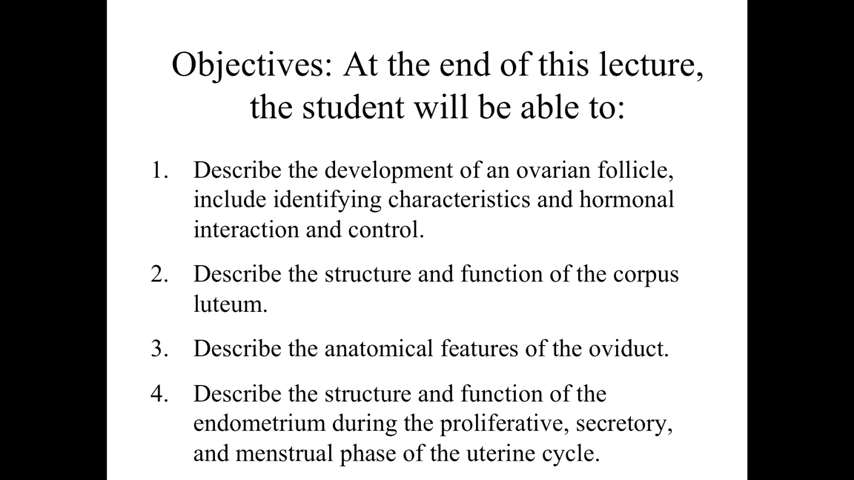 Objectives: At the end of this lecture,
the student will be able to:
1. Describe the development of an ovarian follicle,
include identifying characteristics and hormonal
interaction and control.
2. Describe the structure and function of the corpus
luteum.
3. Describe the anatomical features of the oviduct.
4. Describe the structure and function of the
endometrium during the proliferative, secretory,
and menstrual phase of the uterine cycle.